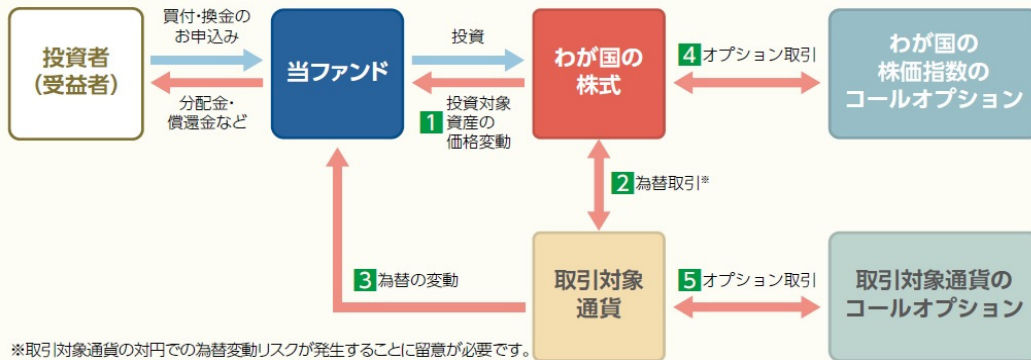 買付・換金の
お申込み
投資者
(受益者)
分配金・
償還金など
当ファンド
投資
1 投資対象
資産の
価格変動
わが国の
株式
4 オプション取引
わが国の
株価指数の
コールオプション
2 為替取引※
3 為替の変動
取引対象
通貨
5 オプション取引
取引対象通貨の
コールオプション
※取引対象通貨の対円での為替変動リスクが発生することに留意が必要です。